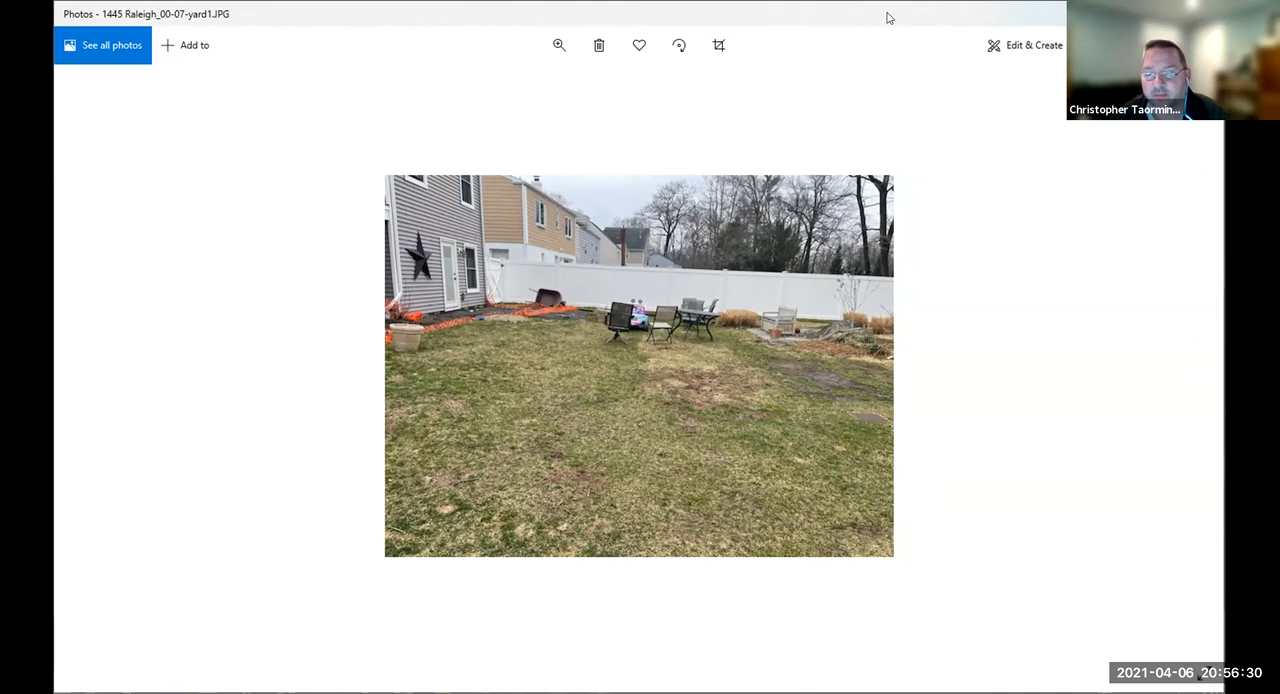 Photos - 1445 Raleigh_00-07-yard1.JPG
See all photos
Add to
Edit & Create
Christopher Taormin...
2021-04-06 20:56:30